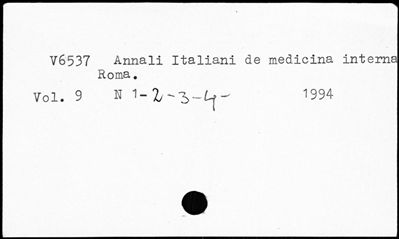 V6537 Annali Italiani de medicina interna
Roma.
Vol. 9 N 1-2-3-4- 1994